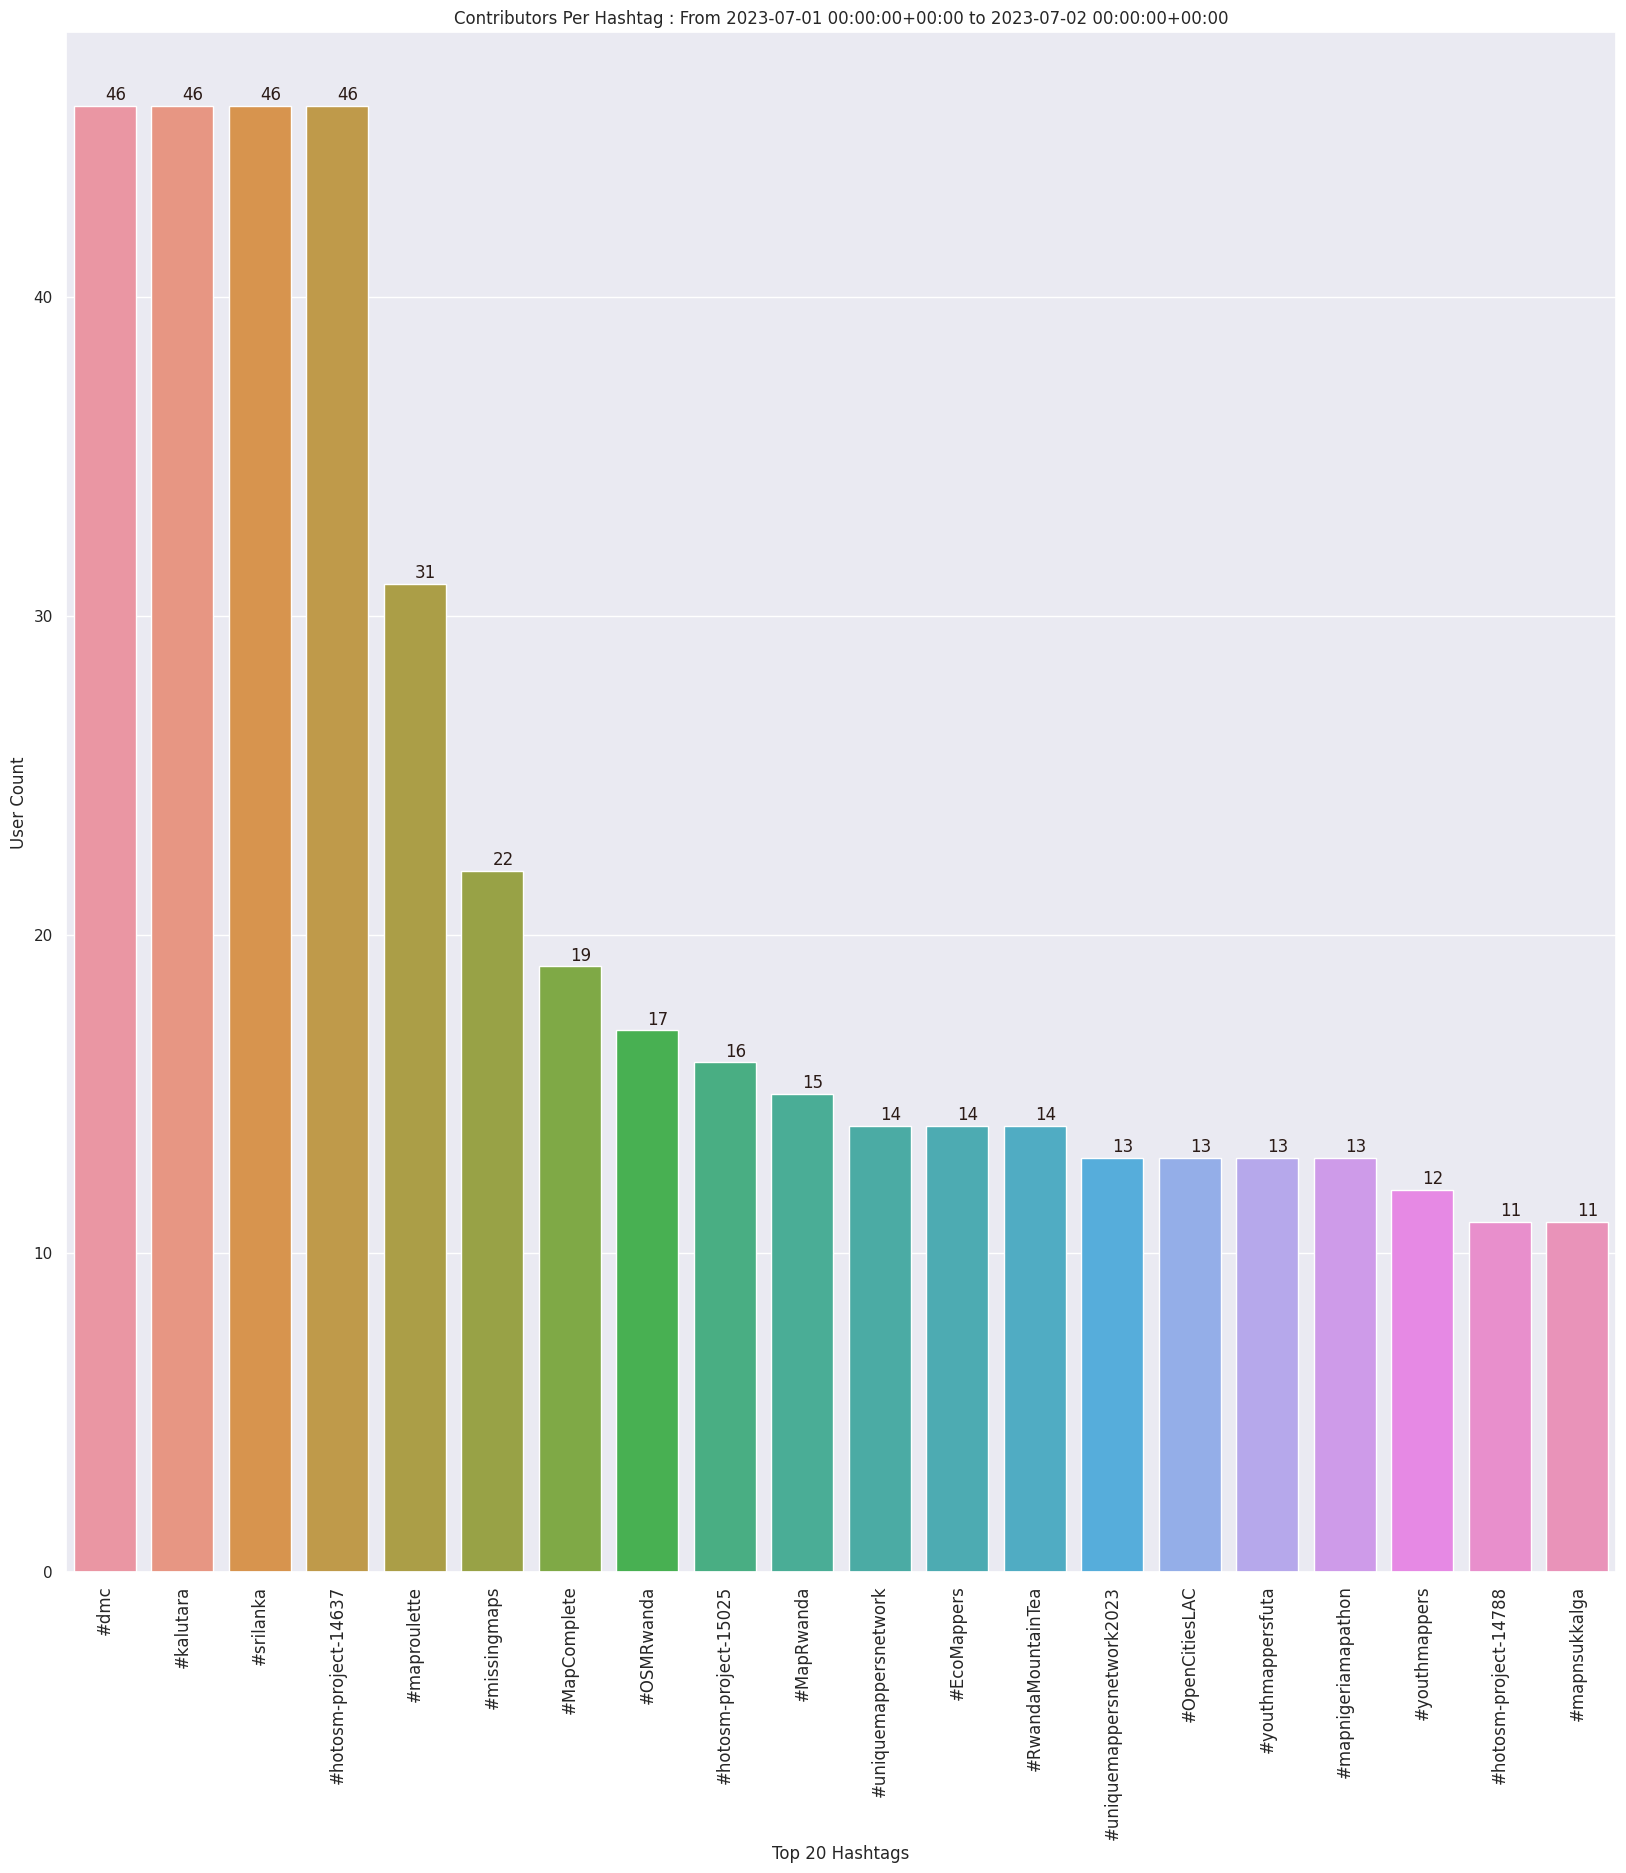 Contributors Per Hashtag : From 2023-07-01 00:00:00+00:00 to 2023-07-02 00:00:00+00:00
46
46
46
46
31
22
19
17
16
15
14
14
14
13
13
13
13
12
11
11
40
30
20
10
0
User Count
#dmc
#kalutara
#srilanka
#hotosm-project-14637
#maproulette
#missingmaps
#MapComplete
#OSMRwanda
#hotosm-project-15025
#MapRwanda
#uniquemappersnetwork
#EcoMappers
#RwandaMountainTea
#uniquemappersnetwork2023
#OpenCitiesLAC
#youthmappersfuta
#mapnigeriamapathon
#youthmappers
#hotosm-project-14788
#mapnsukkalga
Top 20 Hashtags